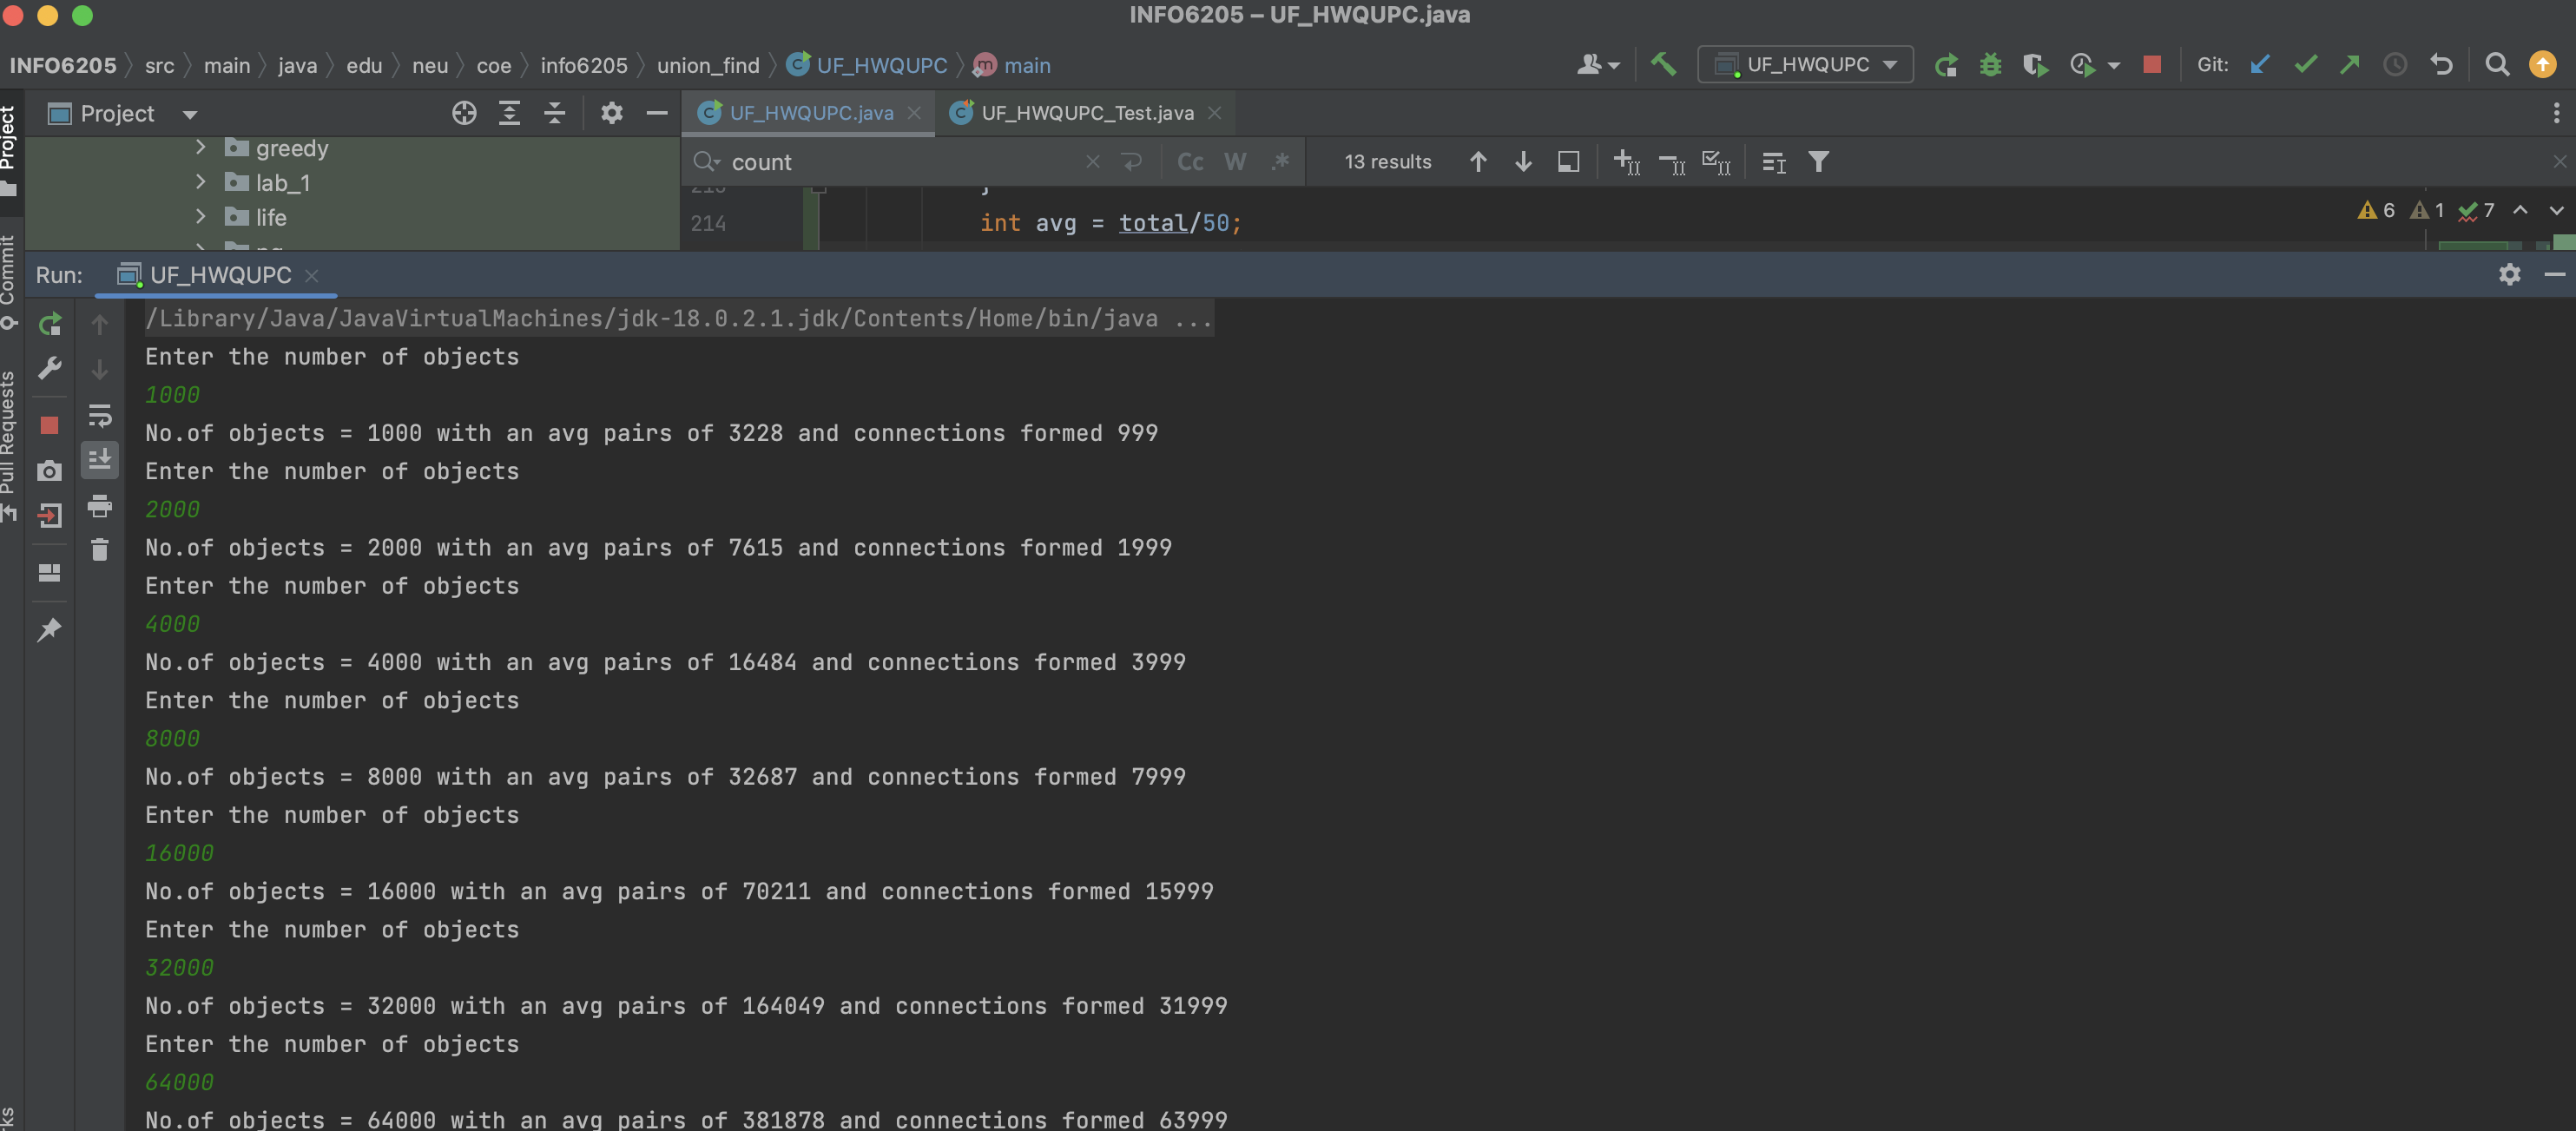 INFO6205 – UF_HWQUPC.java
INFO6205 src main java edu neu coe info6205 union_find UF_HWQUPC main
UF_HWQUPC Git:
Project
Project UF_HWQUPC.java UF_HWQUPC_Test.java
greedy
lab_1
life
count Cc W .* 13 results
}
214 int avg = total/50;
6 1 7
Commit
Pull Requests
Run: UF_HWQUPC
/Library/Java/JavaVirtualMachines/jdk-18.0.2.1.jdk/Contents/Home/bin/java ...
Enter the number of objects
1000
No.of objects = 1000 with an avg pairs of 3228 and connections formed 999
Enter the number of objects
2000
No.of objects = 2000 with an avg pairs of 7615 and connections formed 1999
Enter the number of objects
4000
No.of objects = 4000 with an avg pairs of 16484 and connections formed 3999
Enter the number of objects
8000
No.of objects = 8000 with an avg pairs of 32687 and connections formed 7999
Enter the number of objects
16000
No.of objects = 16000 with an avg pairs of 70211 and connections formed 15999
Enter the number of objects
32000
No.of objects = 32000 with an avg pairs of 164049 and connections formed 31999
Enter the number of objects
64000
No.of objects = 64000 with an avg pairs of 381878 and connections formed 63999